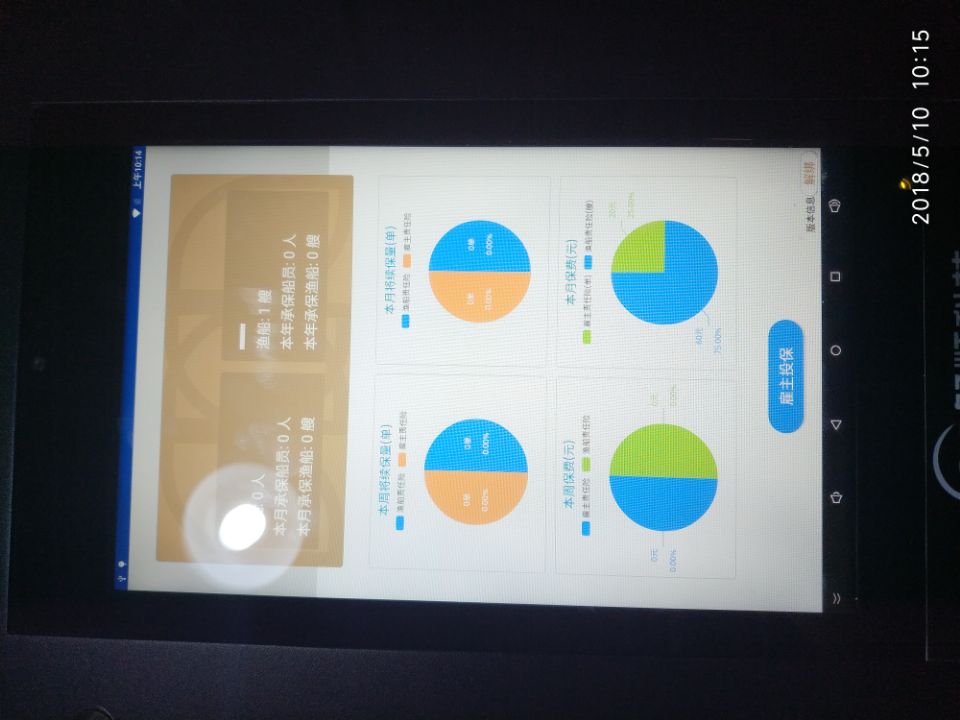 上午10:14
: 0 人
本月承保船员: 0 人
本月承保渔船: 0 艘
渔船: 1 艘
本年承保船员: 0 人
本年承保渔船: 0 艘
本周将续保量(单)
渔船责任险 雇主责任险
0单 0单
0.00% 0.00%
本月将续保量(单)
渔船责任险 雇主责任险
0单 0单
0.00% 0.00%
本周保费(元)
雇主责任险 渔船责任险
0元 0元
0.00% 0.00%
本月保费(元)
雇主责任险(单) 渔船责任险(艘)
20元
25.00%
60元
75.00%
雇主投保
版本信息 解绑
2018/5/10 10:15